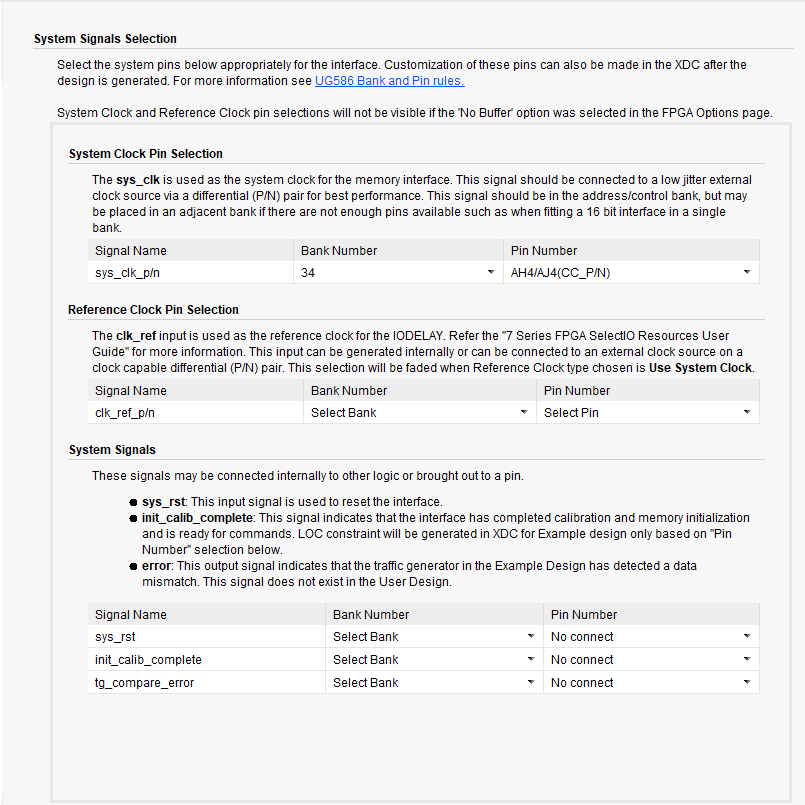 System Signals Selection
Select the system pins below appropriately for the interface. Customization of these pins can also be made in the XDC after the
design is generated. For more information see UG586 Bank and Pin rules.
System Clock and Reference Clock pin selections will not be visible if the 'No Buffer' option was selected in the FPGA Options page.
System Clock Pin Selection
The sys_clk is used as the system clock for the memory interface. This signal should be connected to a low jitter external
clock source via a differential (P/N) pair for best performance. This signal should be in the address/control bank, but may
be placed in an adjacent bank if there are not enough pins available such as when fitting a 16 bit interface in a single
bank.
Signal Name Bank Number Pin Number
sys_clk_p/n 34 AH4/AJ4(CC_P/N)
Reference Clock Pin Selection
The clk_ref input is used as the reference clock for the IODELAY. Refer the "7 Series FPGA SelectIO Resources User
Guide" for more information. This input can be generated internally or can be connected to an external clock source on a
clock capable differential (P/N) pair. This selection will be faded when Reference Clock type chosen is Use System Clock.
Signal Name Bank Number Pin Number
clk_ref_p/n Select Bank Select Pin
System Signals
These signals may be connected internally to other logic or brought out to a pin.
● sys_rst: This input signal is used to reset the interface.
● init_calib_complete: This signal indicates that the interface has completed calibration and memory initialization
and is ready for commands. LOC constraint will be generated in XDC for Example design only based on "Pin
Number" selection below.
● error: This output signal indicates that the traffic generator in the Example Design has detected a data
mismatch. This signal does not exist in the User Design.
Signal Name Bank Number Pin Number
sys_rst Select Bank No connect
init_calib_complete Select Bank No connect
tg_compare_error Select Bank No connect